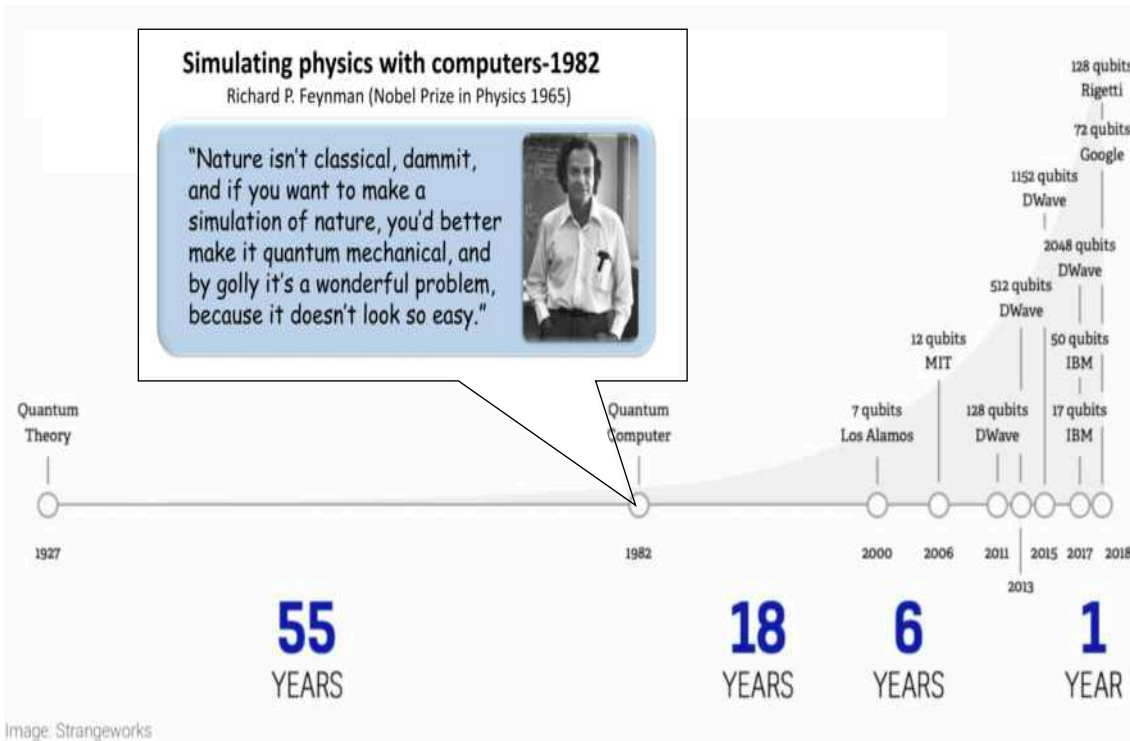 Simulating physics with computers-1982
Richard P. Feynman (Nobel Prize in Physics 1965)
"Nature isn't classical, dammit,
and if you want to make a
simulation of nature, you'd better
make it quantum mechanical, and
by golly it's a wonderful problem,
because it doesn't look so easy."
128 qubits
Rigetti
72 qubits
Google
1152 qubits
DWave
2048 qubits
DWave
512 qubits
DWave
12 qubits
MIT
50 qubits
IBM
Quantum
Theory
Quantum
Computer
7 qubits
Los Alamos
128 qubits
DWave
17 qubits
IBM
1927
1982
2000
2006
2011
2015
2017
2018
2013
55
YEARS
18
YEARS
6
YEARS
1
YEAR
Image: Strangeworks